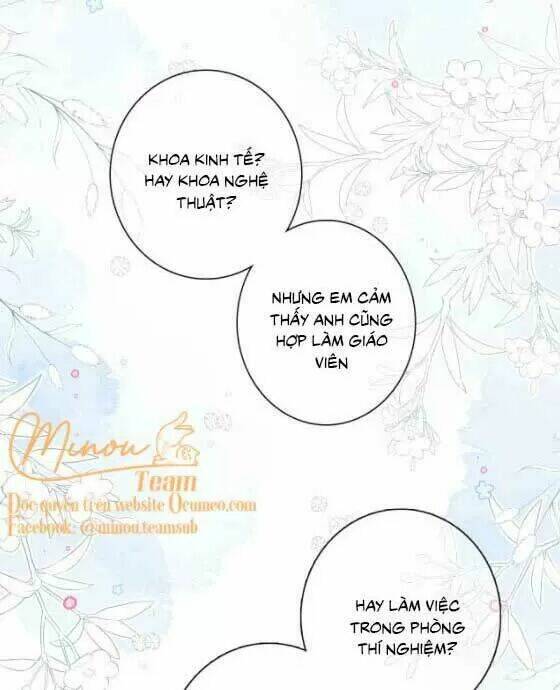 KHOA KINH TẾ?
HAY KHOA NGHỆ
THUẬT?
NHƯNG EM CẢM
THẤY ANH CŨNG
HỢP LÀM GIÁO
VIÊN
Minou
Team
Độc quyền trên website Ocumeo.com
Facebook: @minou.teamsub
HAY LÀM VIỆC
TRONG PHÒNG
THÍ NGHIỆM?